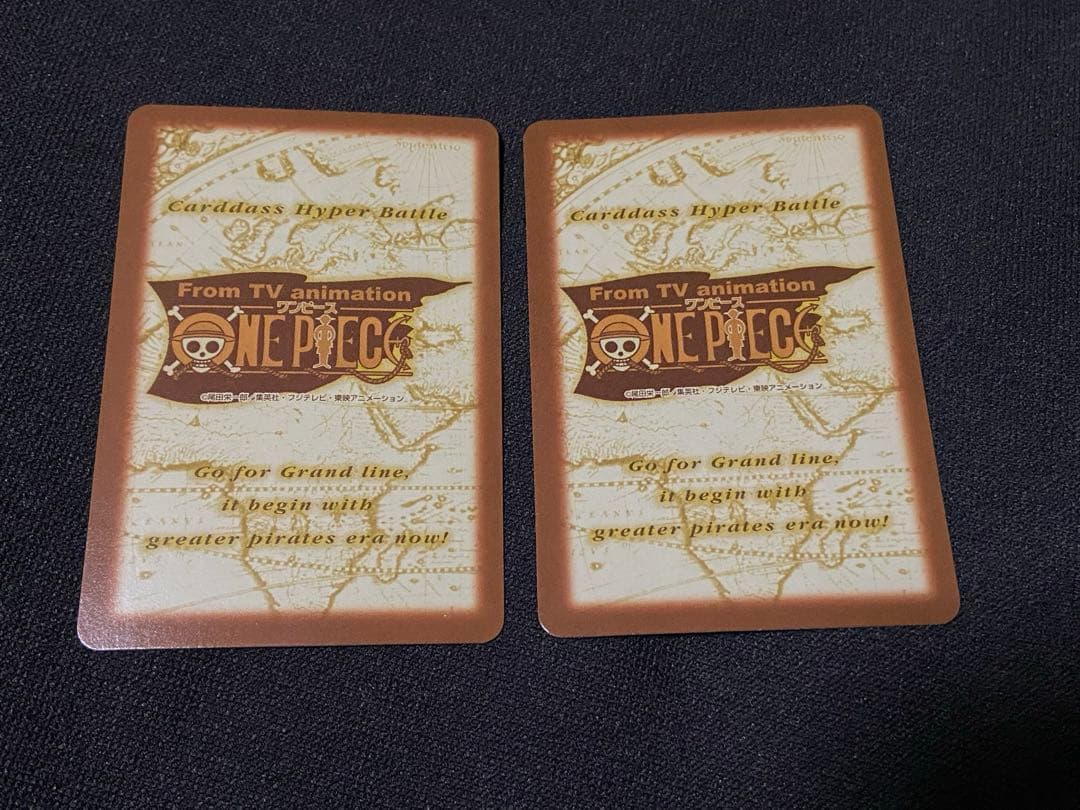 Septentrio
Carddass Hyper Battle
From TV animation
ワンピース
ONE PIECE
©尾田栄一郎/集英社・フジテレビ・東映アニメーション
Go for Grand line,
it begin with
greater pirates era now!
Septentrio
Carddass Hyper Battle
From TV animation
ワンピース
ONE PIECE
©尾田栄一郎/集英社・フジテレビ・東映アニメーション
Go for Grand line,
it begin with
greater pirates era now!